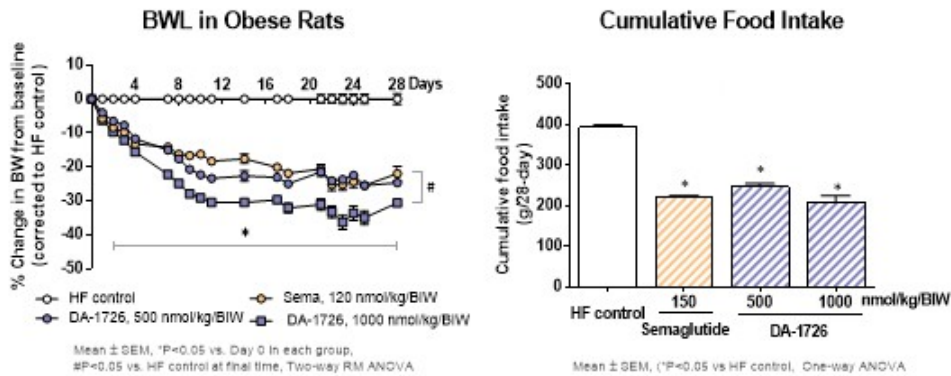 BWL in Obese Rats
% Change in BW from baseline
(corrected to HF control)
10
0
-10
-20
-30
-40
-50
4 8 12 16 20 24 28 Days
#
*
HF control
Sema, 120 nmol/kg/BIW
DA-1726, 500 nmol/kg/BIW
DA-1726, 1000 nmol/kg/BIW
Mean ± SEM, *P<0.05 vs. Day 0 in each group,
#P<0.05 vs. HF control at final time, Two-way RM ANOVA
Cumulative Food Intake
Cumulative food intake
(g/28-day)
500
400
300
200
100
0
* * *
HF control
150 500 1000 nmol/kg/BIW
Semaglutide DA-1726
Mean ± SEM, (*P<0.05 vs HF control, One-way ANOVA